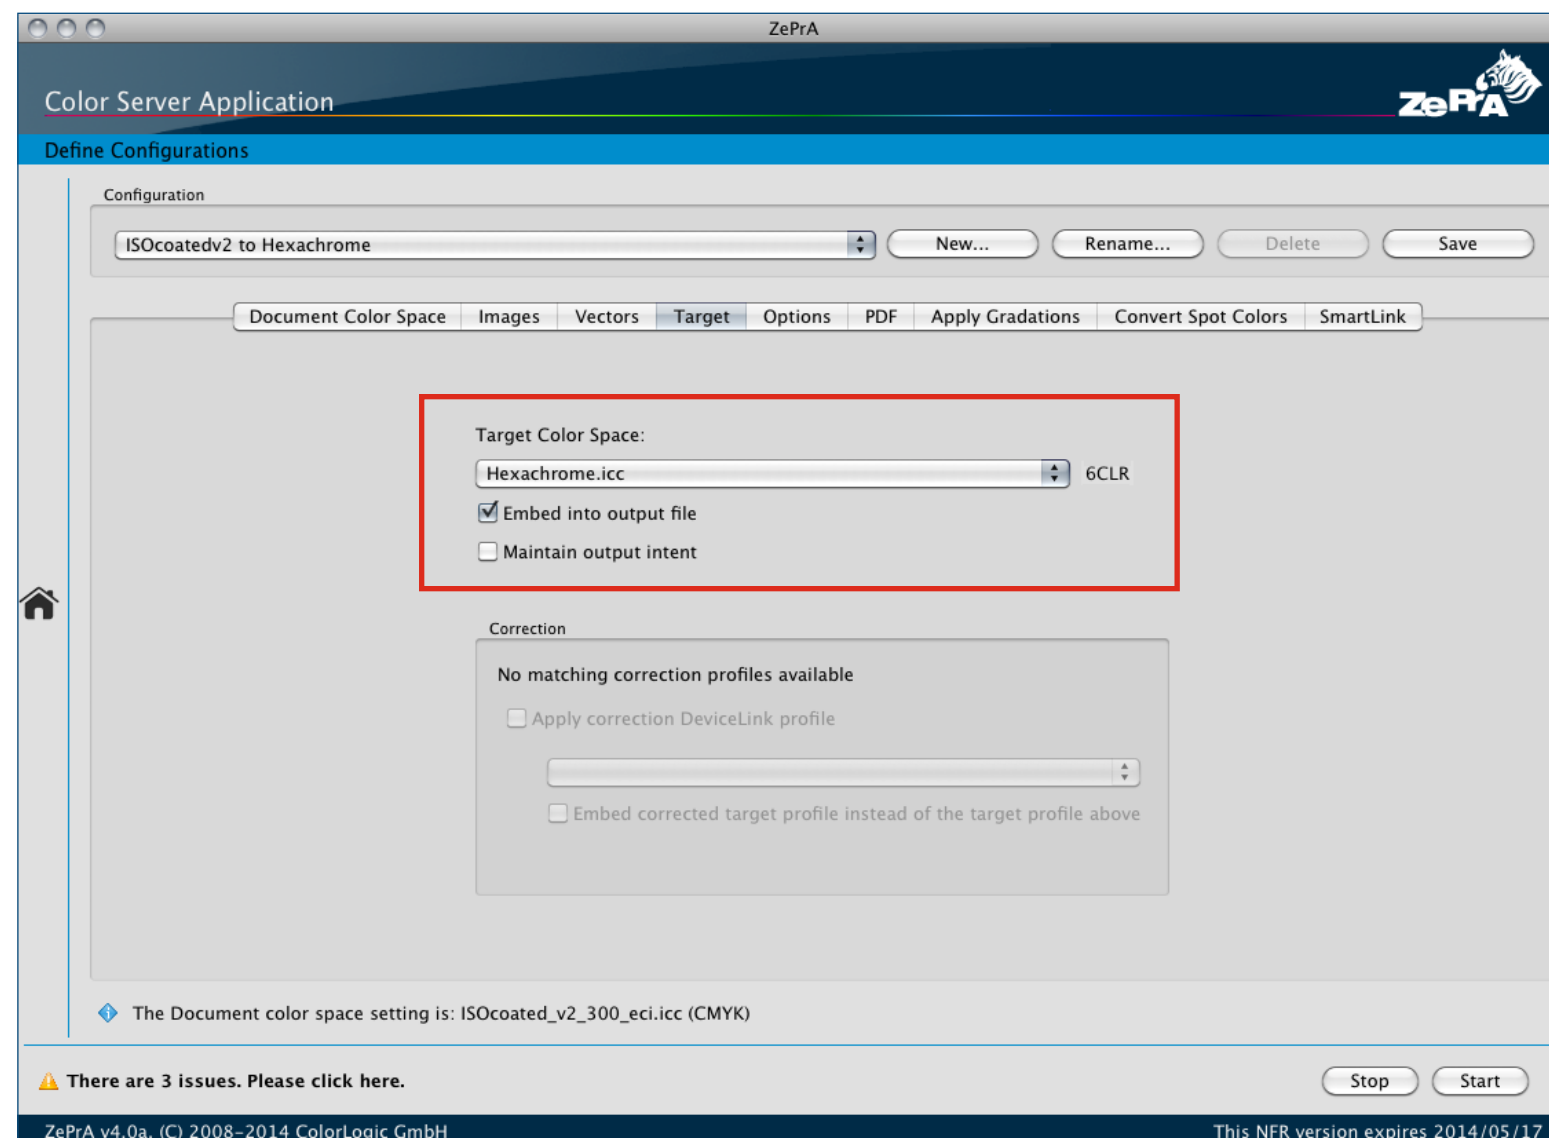 ZePrA
Color Server Application
ZePrA
Define Configurations
Configuration
ISOcoatedv2 to Hexachrome
New...
Rename...
Delete
Save
Document Color Space
Images
Vectors
Target
Options
PDF
Apply Gradations
Convert Spot Colors
SmartLink
Target Color Space:
Hexachrome.icc
6CLR
Embed into output file
Maintain output intent
Correction
No matching correction profiles available
Apply correction DeviceLink profile
Embed corrected target profile instead of the target profile above
The Document color space setting is: ISOcoated_v2_300_eci.icc (CMYK)
There are 3 issues. Please click here.
Stop
Start
ZePrA v4.0a. (C) 2008-2014 ColorLogic GmbH
This NFR version expires 2014/05/17